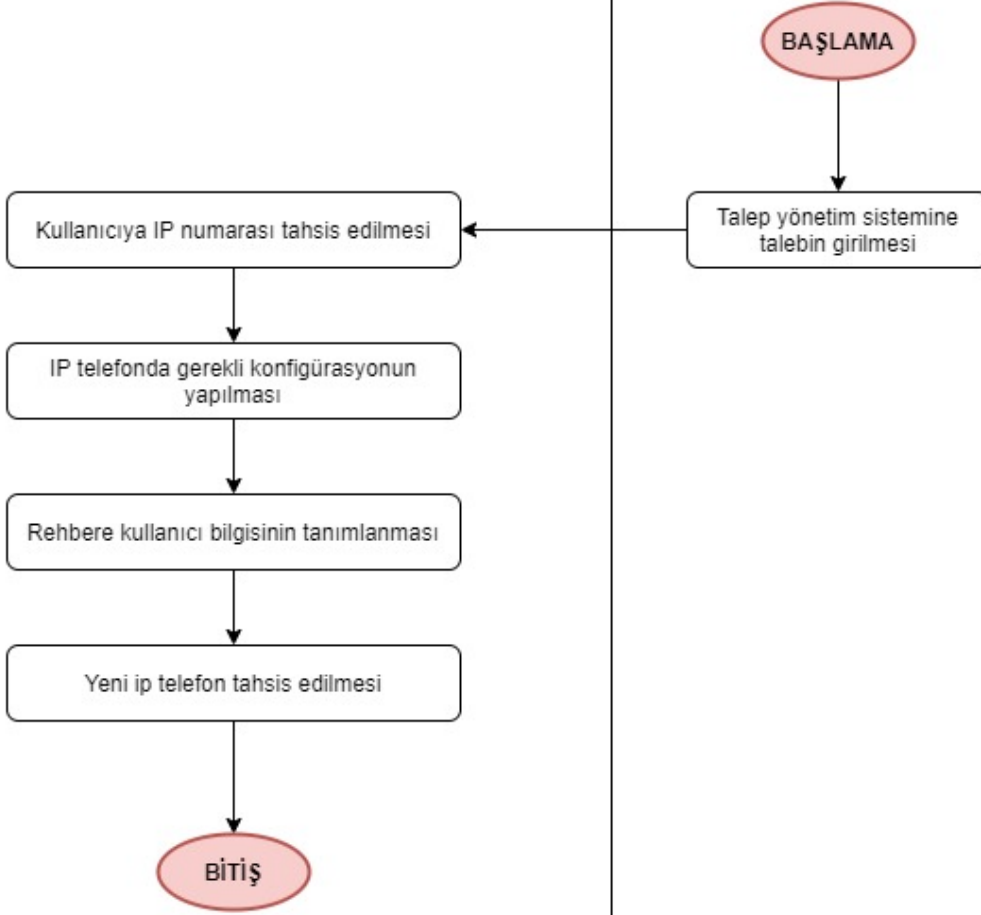 BAŞLAMA
Talep yönetim sistemine
talebin girilmesi
Kullanıcıya IP numarası tahsis edilmesi
IP telefonda gerekli konfigürasyonun
yapılması
Rehbere kullanıcı bilgisinin tanımlanması
Yeni ip telefon tahsis edilmesi
BİTİŞ